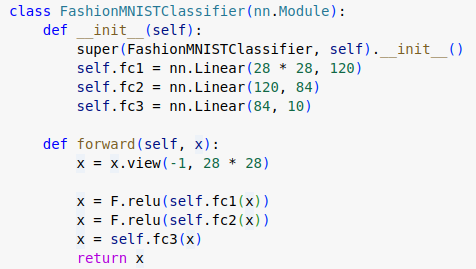 class FashionMNISTClassifier(nn.Module):
    def __init__(self):
        super(FashionMNISTClassifier, self).__init__()
        self.fc1 = nn.Linear(28 * 28, 120)
        self.fc2 = nn.Linear(120, 84)
        self.fc3 = nn.Linear(84, 10)

    def forward(self, x):
        x = x.view(-1, 28 * 28)

        x = F.relu(self.fc1(x))
        x = F.relu(self.fc2(x))
        x = self.fc3(x)
        return x